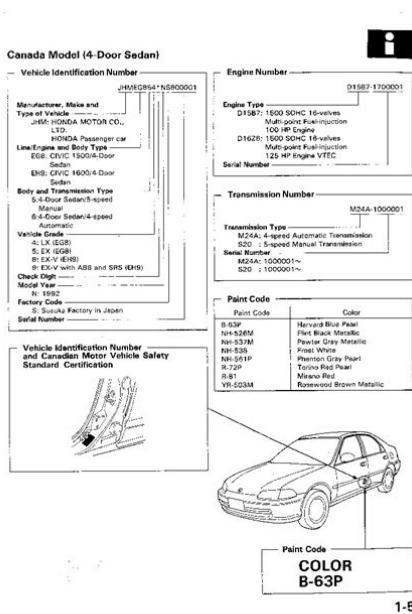 i
Canada Model (4-Door Sedan)
Vehicle Identification Number
JHMEG864*NS800001
Manufacturer, Make and
Type of Vehicle
JHM: HONDA MOTOR CO.,
LTD.
HONDA Passenger car
Line/Engine and Body Type
EG8: CIVIC 1500/4-Door
Sedan
EH9: CIVIC 1600/4-Door
Sedan
Body and Transmission Type
5: 4-Door Sedan/5-speed
Manual
6: 4-Door Sedan/4-speed
Automatic
Vehicle Grade
4: LX (EG8)
5: EX (EG8)
8: EX-V (EH9)
9: EX-V with ABS and SRS (EH9)
Check Digit
Model Year
N: 1992
Factory Code
S: Suzuka Factory in Japan
Serial Number
Vehicle Identification Number
and Canadian Motor Vehicle Safety
Standard Certification
Engine Number
D15B7-1700001
Engine Type
D15B7: 1500 SOHC 16-valves
Multi-point Fuel-injection
100 HP Engine
D16Z6: 1600 SOHC 16-valves
Multi-point Fuel-injection
125 HP Engine VTEC
Serial Number
Transmission Number
M24A-1000001
Transmission Type
M24A: 4-speed Automatic Transmission
S20 : 5-speed Manual Transmission
Serial Number
M24A: 1000001~
S20 : 1000001~
Paint Code
Paint Code Color
B-63P Harvard Blue Pearl
NH-526M Flint Black Metallic
NH-537M Pewter Gray Metallic
NH-538 Frost White
NH-561P Phantom Gray Pearl
R-72P Torino Red Pearl
R-81 Milano Red
YR-503M Rosewood Brown Metallic
Paint Code
COLOR
B-63P